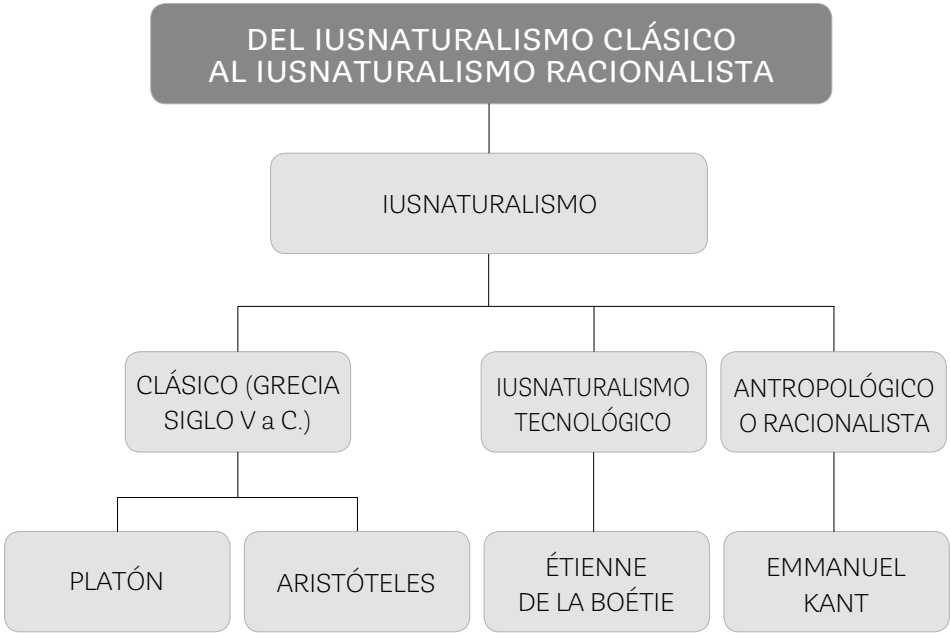 DEL IUSNATURALISMO CLÁSICO
AL IUSNATURALISMO RACIONALISTA
IUSNATURALISMO
CLÁSICO (GRECIA
SIGLO V a C.)
IUSNATURALISMO
TECNOLÓGICO
ANTROPOLÓGICO
O RACIONALISTA
PLATÓN
ARISTÓTELES
ÉTIENNE
DE LA BOÉTIE
EMMANUEL
KANT